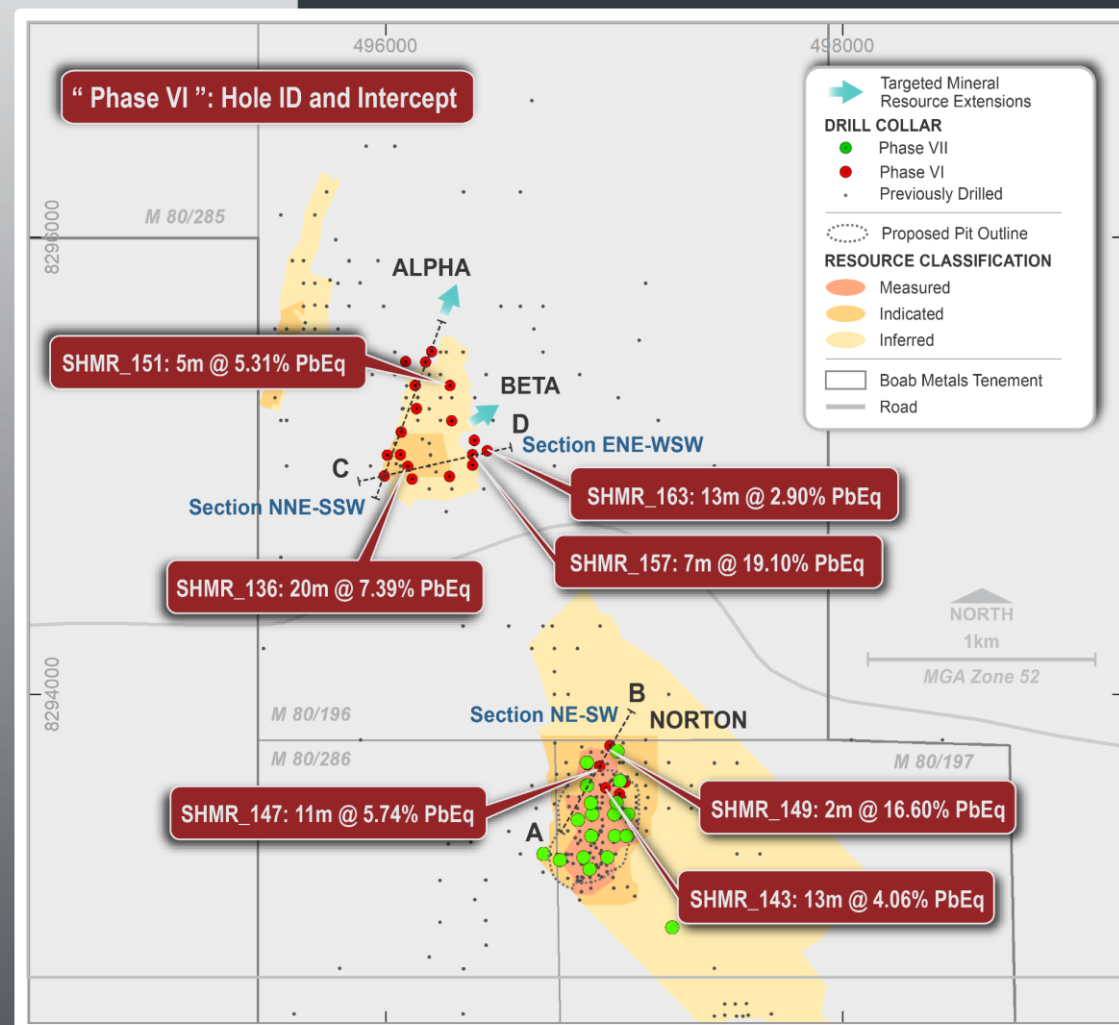 496000
498000
“ Phase VI ”: Hole ID and Intercept
Targeted Mineral
Resource Extensions
DRILL COLLAR
Phase VII
Phase VI
Previously Drilled
Proposed Pit Outline
RESOURCE CLASSIFICATION
Measured
Indicated
Inferred
Boab Metals Tenement
Road
M 80/285
8296000
ALPHA
SHMR_151: 5m @ 5.31% PbEq
BETA
D
Section ENE-WSW
C
Section NNE-SSW
SHMR_163: 13m @ 2.90% PbEq
SHMR_157: 7m @ 19.10% PbEq
SHMR_136: 20m @ 7.39% PbEq
NORTH
1km
MGA Zone 52
8294000
M 80/196
Section NE-SW
B
NORTON
M 80/286
M 80/197
SHMR_147: 11m @ 5.74% PbEq
SHMR_149: 2m @ 16.60% PbEq
A
SHMR_143: 13m @ 4.06% PbEq